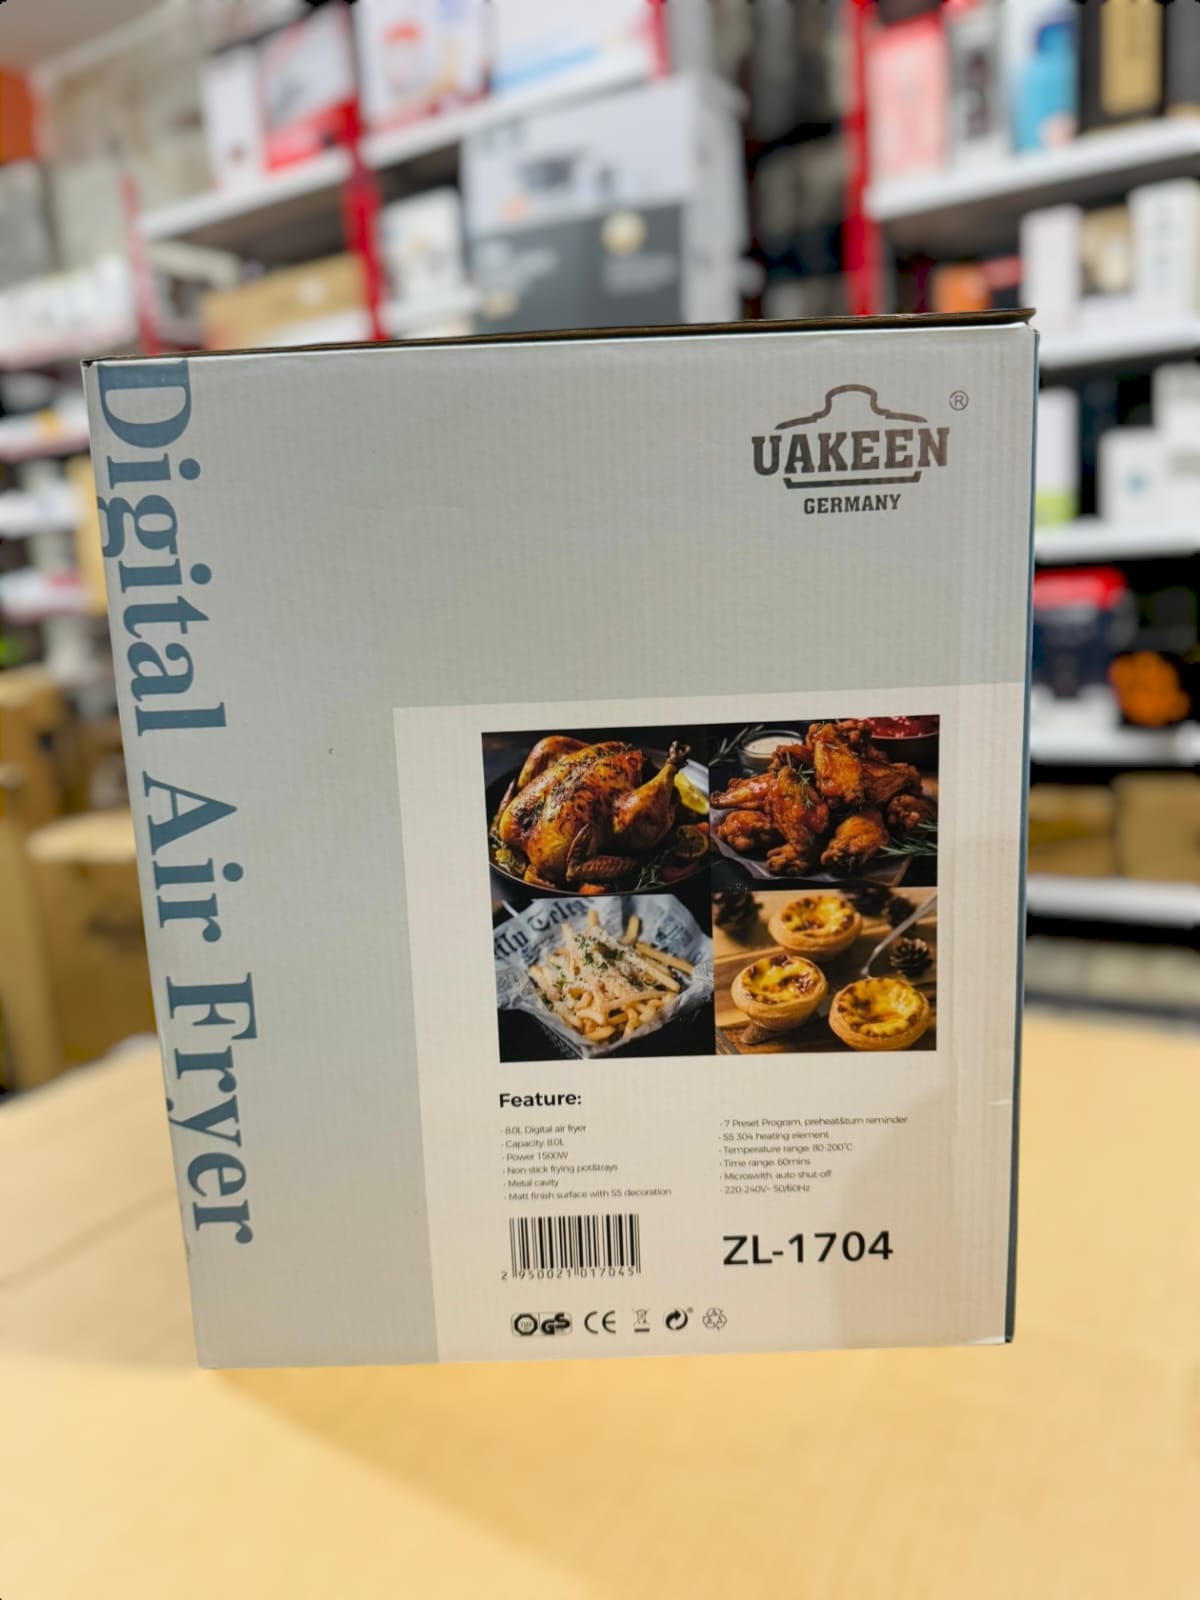 Digital Air Fryer
UAKEEN ®
GERMANY
Feature:
· 8.0L Digital air fryer
· Capacity: 8.0L
· Power 1500W
· Non-stick frying pot&trays
· Metal cavity
· Matt finish surface with SS decoration
· 7 Preset Program, preheat&turn reminder
· SS 304 heating element
· Temperature range: 80-200°C
· Time range: 60mins
· Microswith, auto shut-off
· 220-240V~ 50/60Hz
2 950021 017045
ZL-1704
GS CE